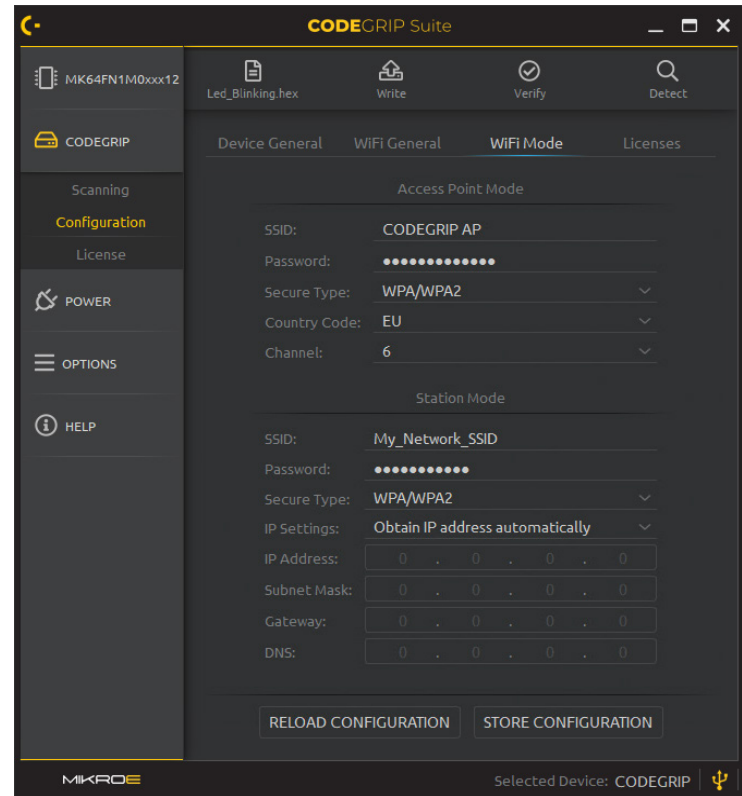 CODEGRIP Suite
MK64FN1M0xxx12
Led_Blinking.hex
Write
Verify
Detect
CODEGRIP
Scanning
Configuration
License
POWER
OPTIONS
HELP
Device General
WiFi General
WiFi Mode
Licenses
Access Point Mode
SSID: CODEGRIP AP
Password: •••••••••••••
Secure Type: WPA/WPA2
Country Code: EU
Channel: 6
Station Mode
SSID: My_Network_SSID
Password: •••••••••••
Secure Type: WPA/WPA2
IP Settings: Obtain IP address automatically
IP Address: 0 . 0 . 0 . 0
Subnet Mask: 0 . 0 . 0 . 0
Gateway: 0 . 0 . 0 . 0
DNS: 0 . 0 . 0 . 0
RELOAD CONFIGURATION
STORE CONFIGURATION
MIKROE
Selected Device: CODEGRIP